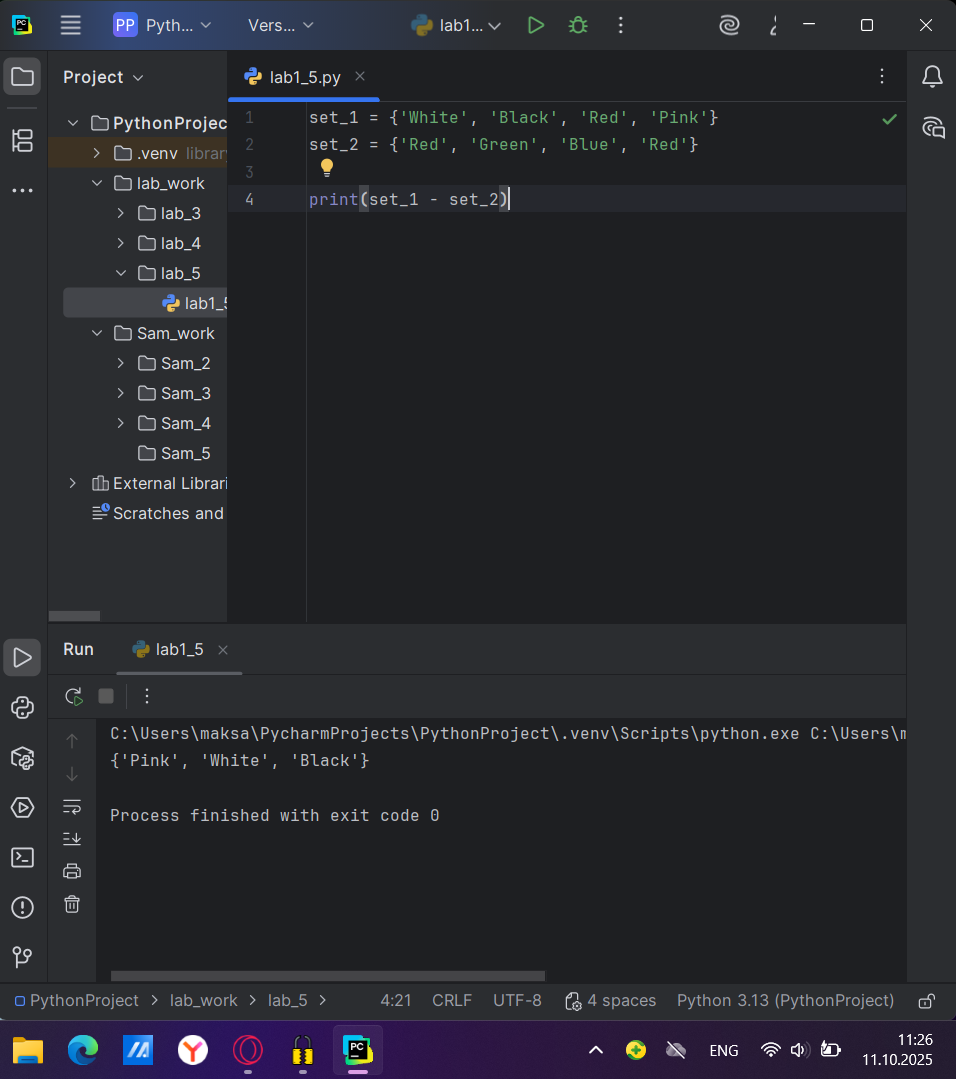 PC
PP Pyth... Vers... lab1...
Project
lab1_5.py
PythonProjec
.venv library
lab_work
lab_3
lab_4
lab_5
lab1_5
Sam_work
Sam_2
Sam_3
Sam_4
Sam_5
External Librari
Scratches and
1 set_1 = {'White', 'Black', 'Red', 'Pink'}
2 set_2 = {'Red', 'Green', 'Blue', 'Red'}
3
4 print(set_1 - set_2)
Run lab1_5
C:\Users\maksa\PycharmProjects\PythonProject\.venv\Scripts\python.exe C:\Users\m
{'Pink', 'White', 'Black'}
Process finished with exit code 0
PythonProject > lab_work > lab_5 > 4:21 CRLF UTF-8 4 spaces Python 3.13 (PythonProject)
PC
ENG
11:26
11.10.2025